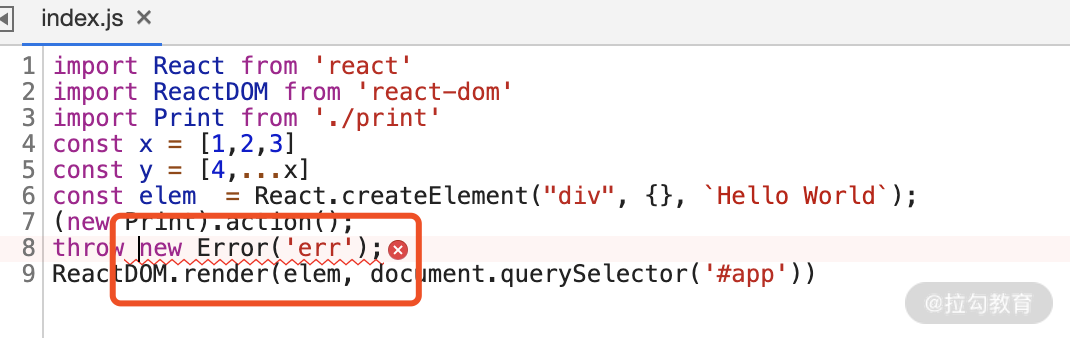 index.js ×
1 import React from 'react'
2 import ReactDOM from 'react-dom'
3 import Print from './print'
4 const x = [1,2,3]
5 const y = [4,...x]
6 const elem  = React.createElement("div", {}, `Hello World`);
7 (new Print).action();
8 throw new Error('err');
9 ReactDOM.render(elem, document.querySelector('#app'))
@拉勾教育